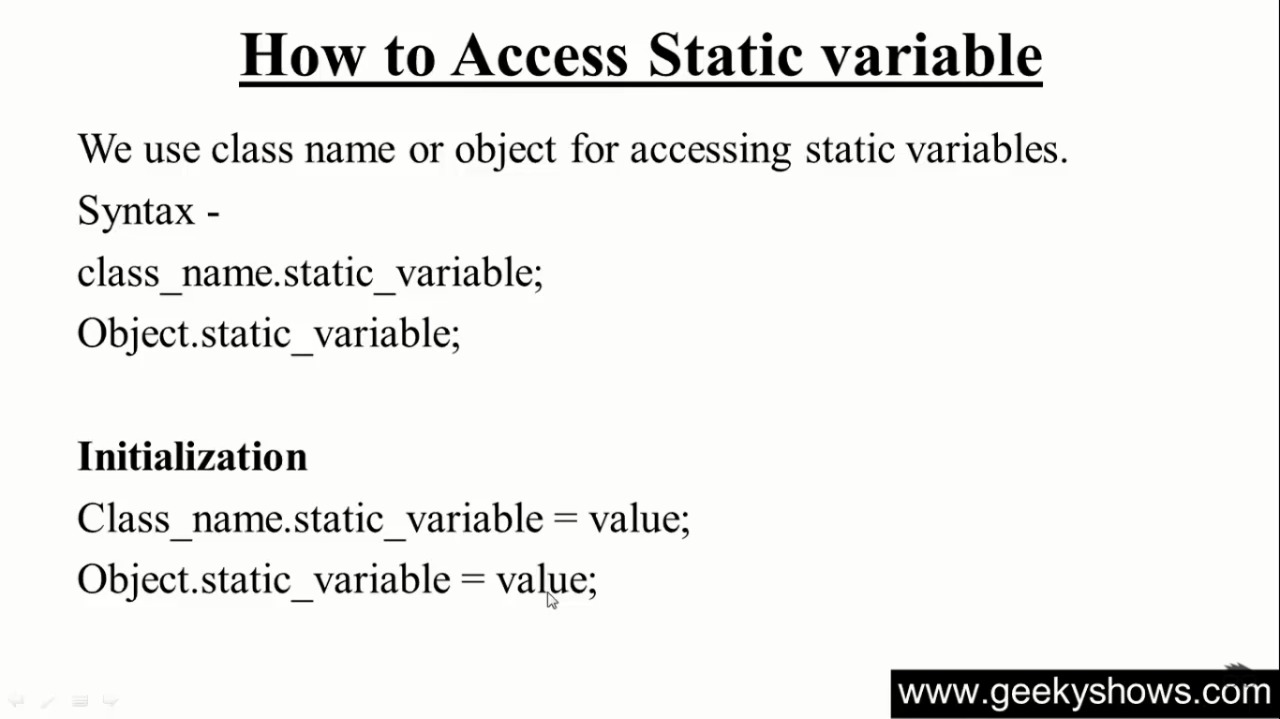 How to Access Static variable
We use class name or object for accessing static variables.
Syntax -
class_name.static_variable;
Object.static_variable;
Initialization
Class_name.static_variable = value;
Object.static_variable = value;
www.geekyshows.com